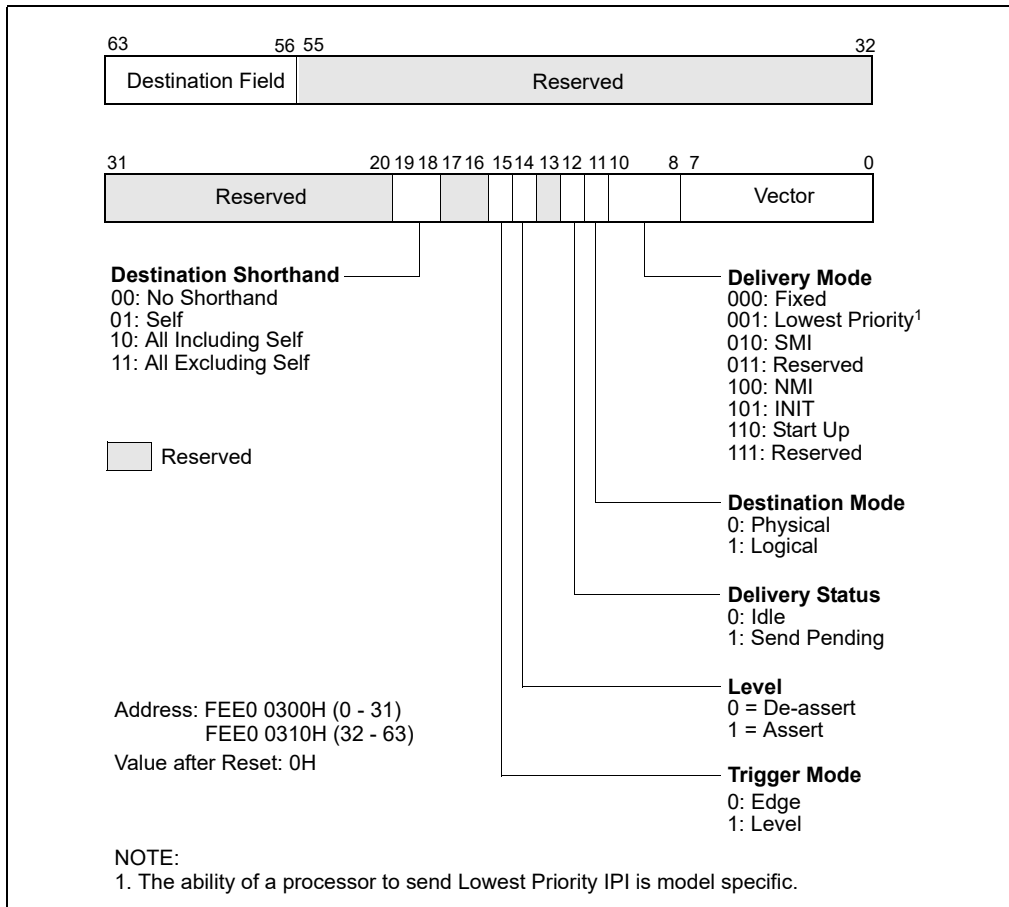 63 56 55 32
Destination Field Reserved
31 20 19 18 17 16 15 14 13 12 11 10 8 7 0
Reserved Vector
Destination Shorthand
00: No Shorthand
01: Self
10: All Including Self
11: All Excluding Self
Reserved
Delivery Mode
000: Fixed
001: Lowest Priority1
010: SMI
011: Reserved
100: NMI
101: INIT
110: Start Up
111: Reserved
Destination Mode
0: Physical
1: Logical
Delivery Status
0: Idle
1: Send Pending
Level
0 = De-assert
1 = Assert
Trigger Mode
0: Edge
1: Level
Address: FEE0 0300H (0 - 31)
FEE0 0310H (32 - 63)
Value after Reset: 0H
NOTE:
1. The ability of a processor to send Lowest Priority IPI is model specific.